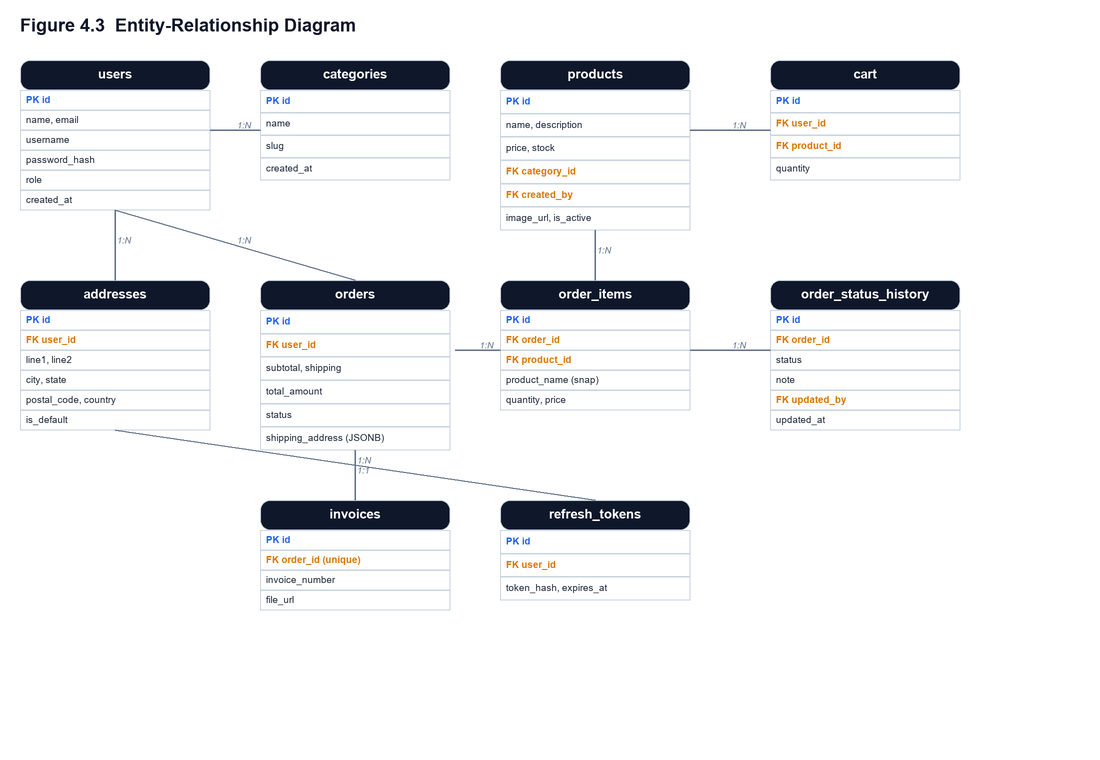 Figure 4.3  Entity-Relationship Diagram
users
PK id
name, email
username
password_hash
role
created_at
1:N
categories
PK id
name
slug
created_at
products
PK id
name, description
price, stock
FK category_id
FK created_by
image_url, is_active
1:N
cart
PK id
FK user_id
FK product_id
quantity
1:N
1:N
1:N
addresses
PK id
FK user_id
line1, line2
city, state
postal_code, country
is_default
orders
PK id
FK user_id
subtotal, shipping
total_amount
status
shipping_address (JSONB)
1:N
order_items
PK id
FK order_id
FK product_id
product_name (snap)
quantity, price
1:N
order_status_history
PK id
FK order_id
status
note
FK updated_by
updated_at
1:N
1:1
invoices
PK id
FK order_id (unique)
invoice_number
file_url
refresh_tokens
PK id
FK user_id
token_hash, expires_at